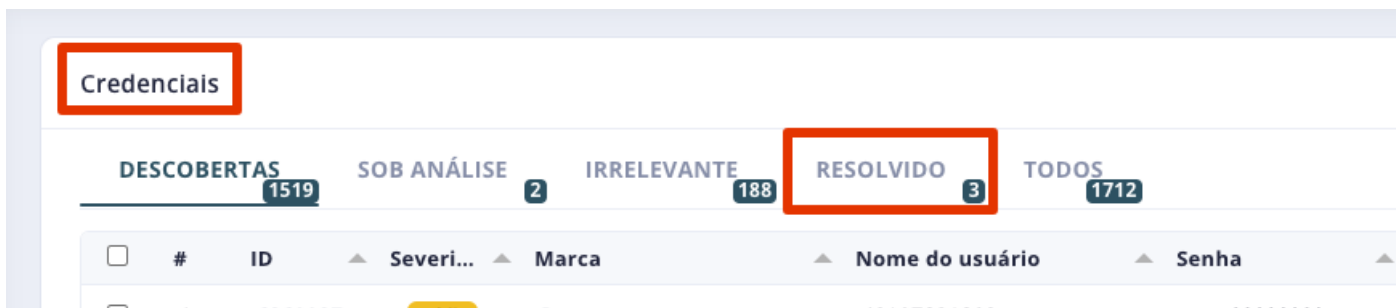 Credenciais
DESCOBERTAS 1519 SOB ANÁLISE 2 IRRELEVANTE 188 RESOLVIDO 3 TODOS 1712
# ID Severi... Marca Nome do usuário Senha